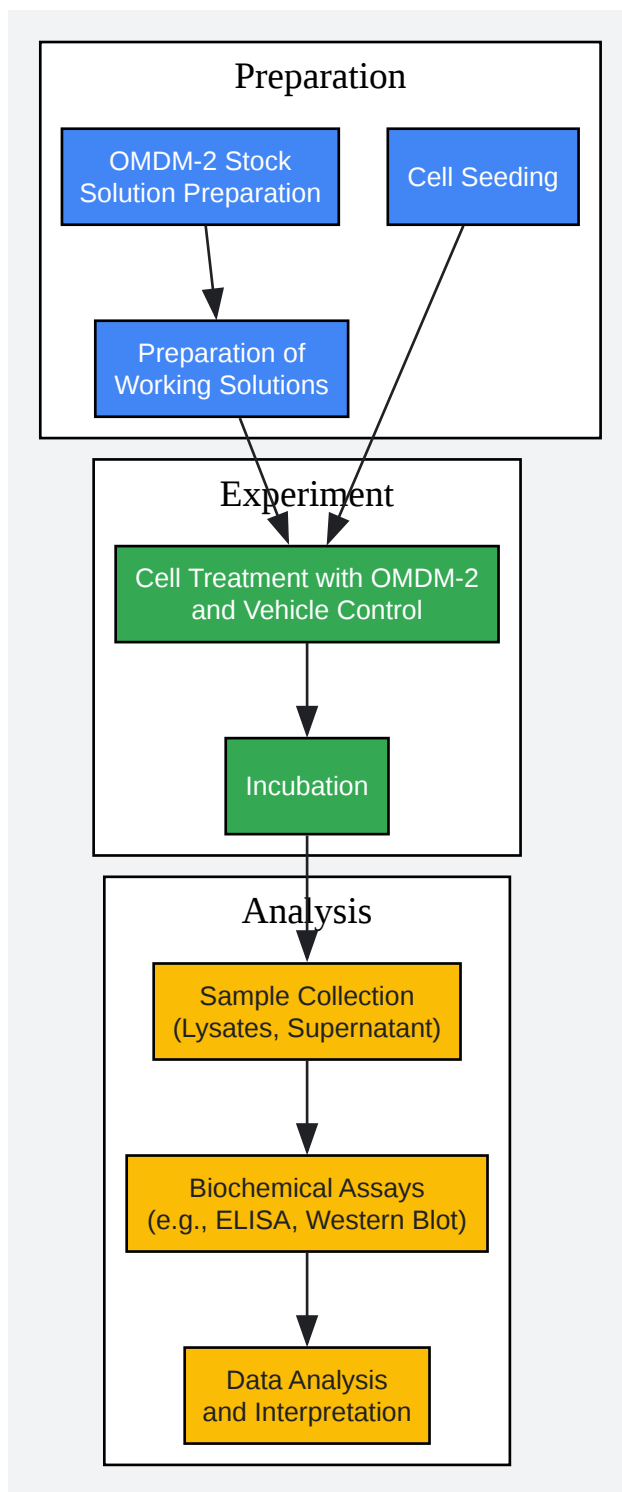 Preparation
OMDM-2 Stock
Solution Preparation
Cell Seeding
Preparation of
Working Solutions
Experiment
Cell Treatment with OMDM-2
and Vehicle Control
Incubation
Analysis
Sample Collection
(Lysates, Supernatant)
Biochemical Assays
(e.g., ELISA, Western Blot)
Data Analysis
and Interpretation